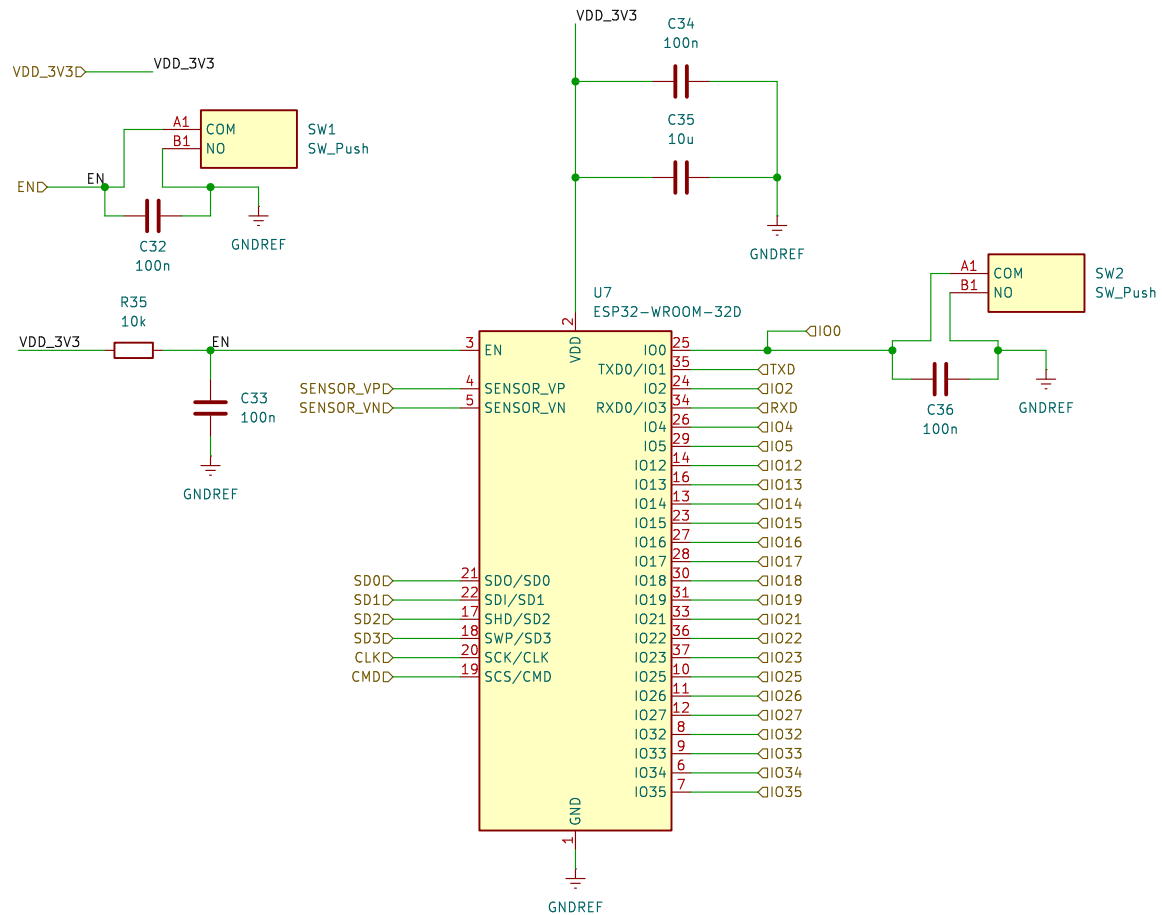 VDD_3V3
VDD_3V3
VDD_3V3
C34
100n
A1 COM
B1 NO
SW1
SW_Push
C35
10u
EN
EN
C32
100n
GNDREF
GNDREF
A1 COM
B1 NO
SW2
SW_Push
R35
10k
U7
ESP32-WROOM-32D
2
VDD
VDD_3V3
EN
3 EN
IO0 25
IO0
C33
100n
GNDREF
C36
100n
GNDREF
SENSOR_VP 4 SENSOR_VP
SENSOR_VN 5 SENSOR_VN
TXD0/IO1 35 TXD
IO2 24 IO2
RXD0/IO3 34 RXD
IO4 26 IO4
IO5 29 IO5
IO12 14 IO12
IO13 16 IO13
IO14 13 IO14
IO15 23 IO15
IO16 27 IO16
IO17 28 IO17
SD0 21 SDO/SD0 IO18 30 IO18
SD1 22 SDI/SD1 IO19 31 IO19
SD2 17 SHD/SD2 IO21 33 IO21
SD3 18 SWP/SD3 IO22 36 IO22
CLK 20 SCK/CLK IO23 37 IO23
CMD 19 SCS/CMD IO25 10 IO25
IO26 11 IO26
IO27 12 IO27
IO32 8 IO32
IO33 9 IO33
IO34 6 IO34
IO35 7 IO35
GND
1
GNDREF